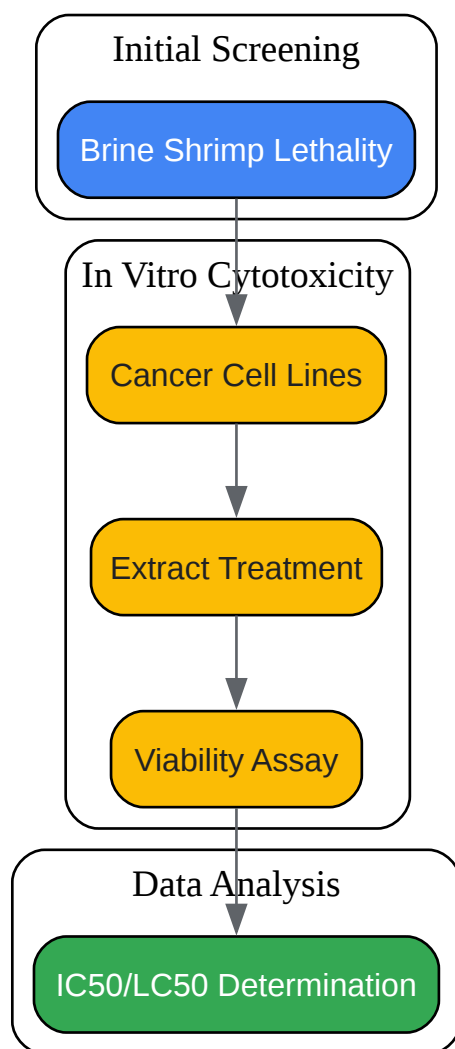 Initial Screening
Brine Shrimp Lethality
In Vitro Cytotoxicity
Cancer Cell Lines
Extract Treatment
Viability Assay
Data Analysis
IC50/LC50 Determination